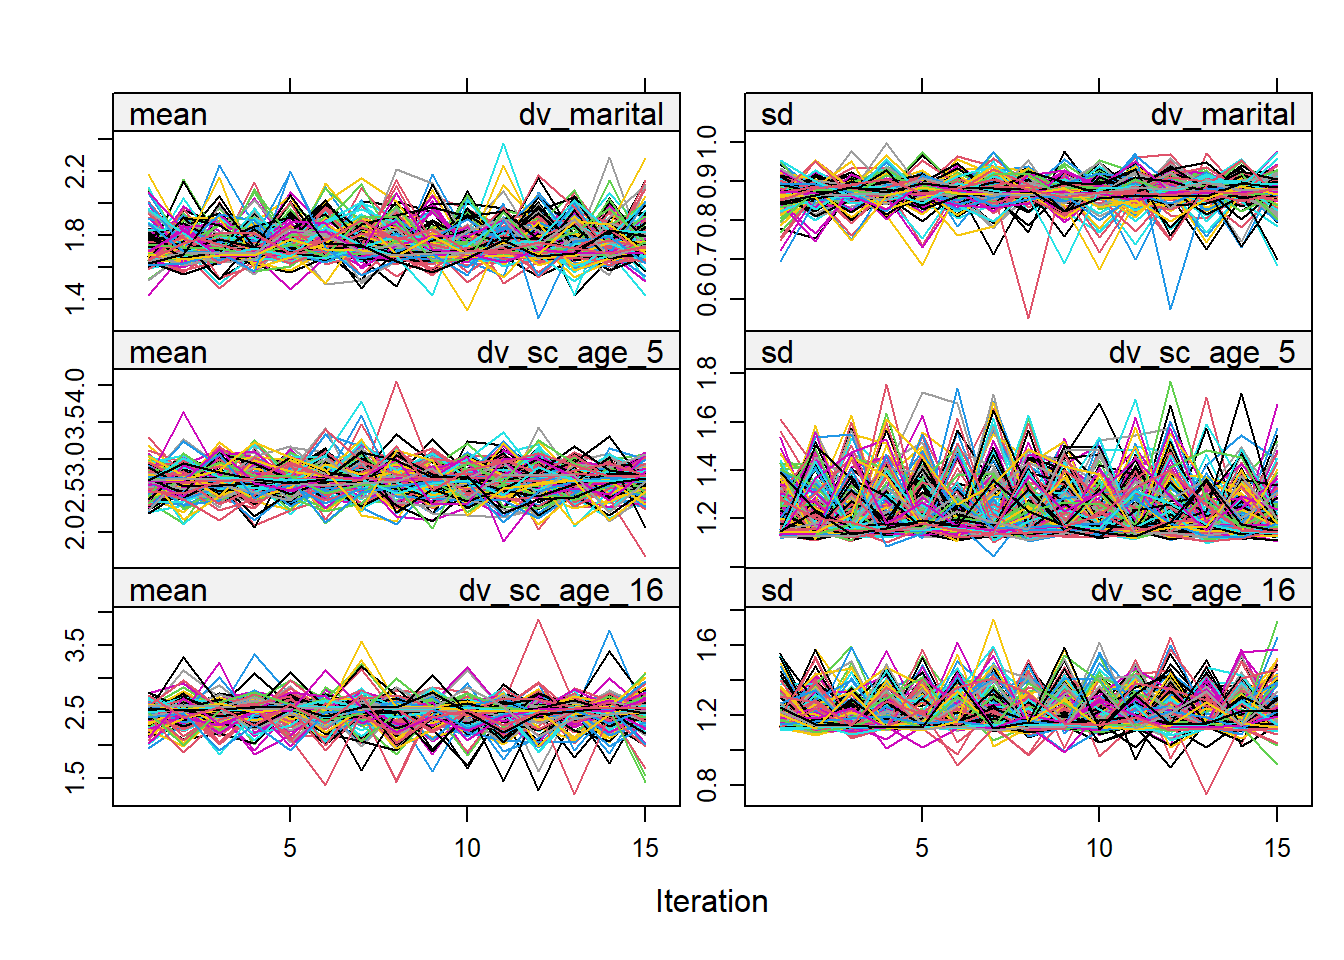 mean dv_marital
sd dv_marital
1.4 1.8 2.2
0.6 0.7 0.8 0.9 1.0
mean dv_sc_age_5
sd dv_sc_age_5
2.0 2.5 3.0 3.5 4.0
1.2 1.4 1.6 1.8
mean dv_sc_age_16
sd dv_sc_age_16
1.5 2.5 3.5
0.8 1.2 1.6
5 10 15
5 10 15
Iteration